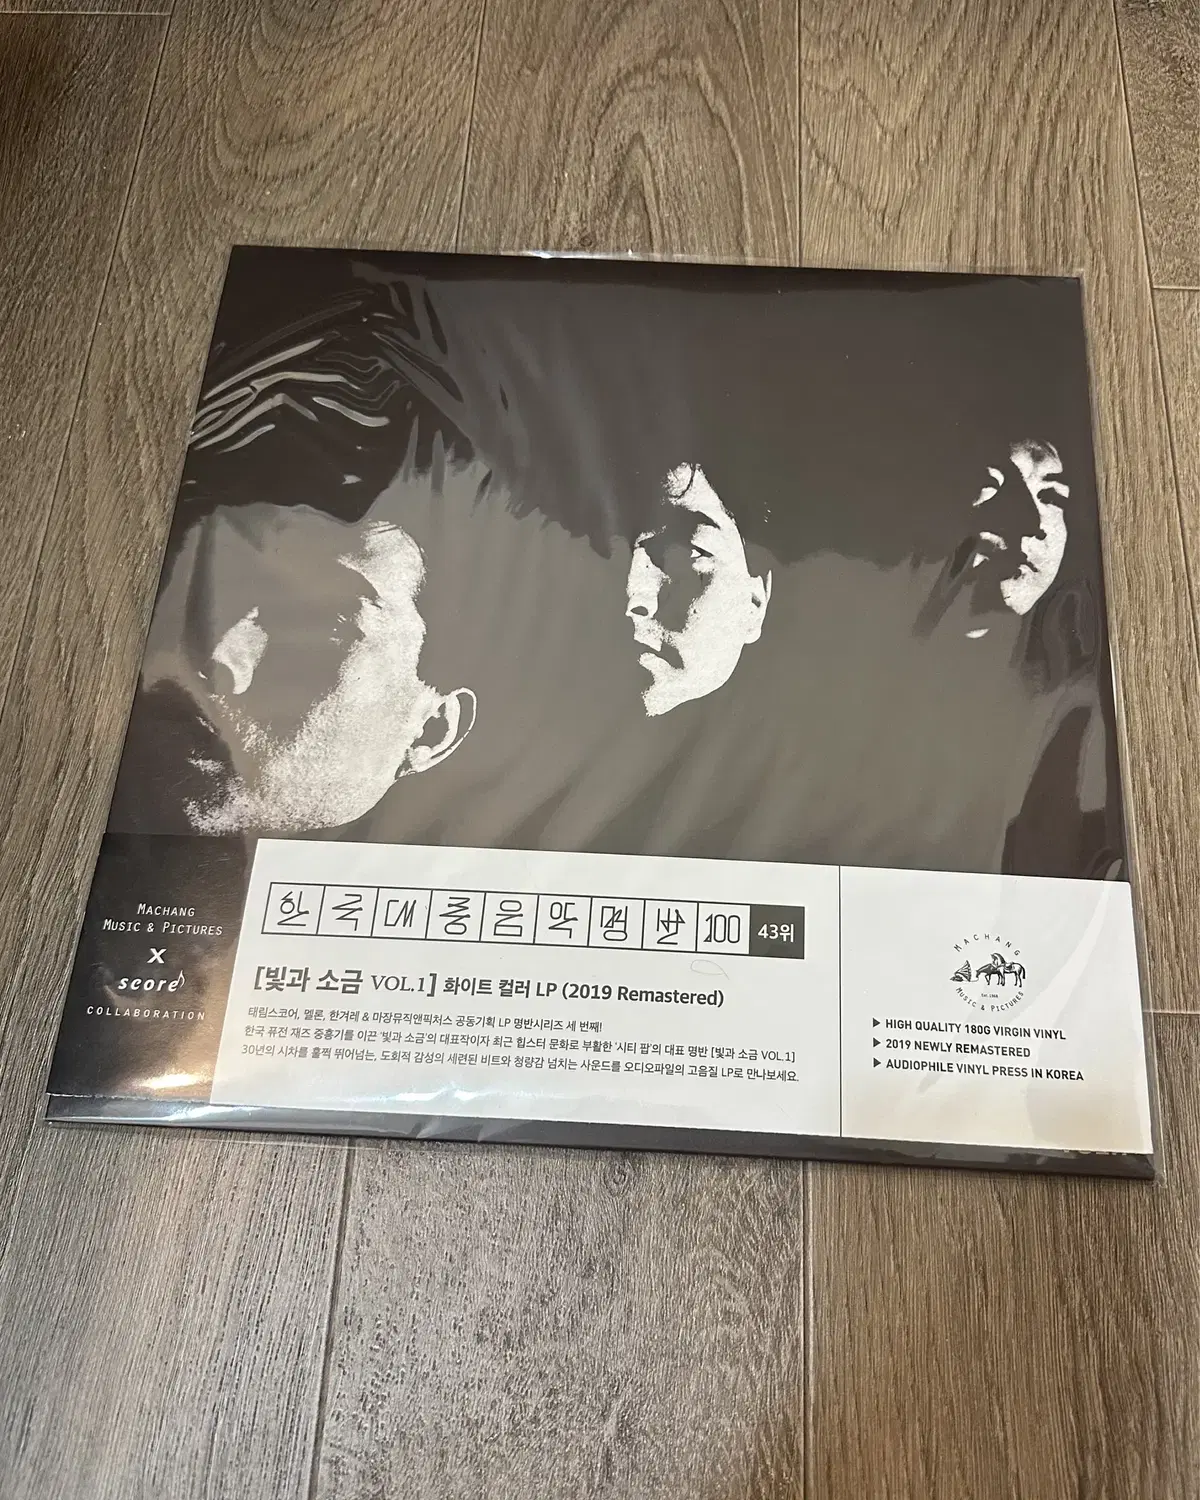 MACHANG
MUSIC & PICTURES
X
score
COLLABORATION
한국대중음악명반100 43위
[빛과 소금 VOL.1] 화이트 컬러 LP (2019 Remastered)
태림스코어, 멜론, 한겨레 & 마장뮤직앤픽처스 공동기획 LP 명반시리즈 세 번째!
한국 퓨전 재즈 중흥기를 이끈 '빛과 소금'의 대표작이자 최근 힙스터 문화로 부활한 '시티 팝'의 대표 명반 [빛과 소금 VOL.1]
30년의 시차를 훌쩍 뛰어넘는, 도회적 감성의 세련된 비트와 청량감 넘치는 사운드를 오디오파일의 고음질 LP로 만나보세요.
MACHANG
MUSIC & PICTURES
Est. 1968
▶ HIGH QUALITY 180G VIRGIN VINYL
▶ 2019 NEWLY REMASTERED
▶ AUDIOPHILE VINYL PRESS IN KOREA